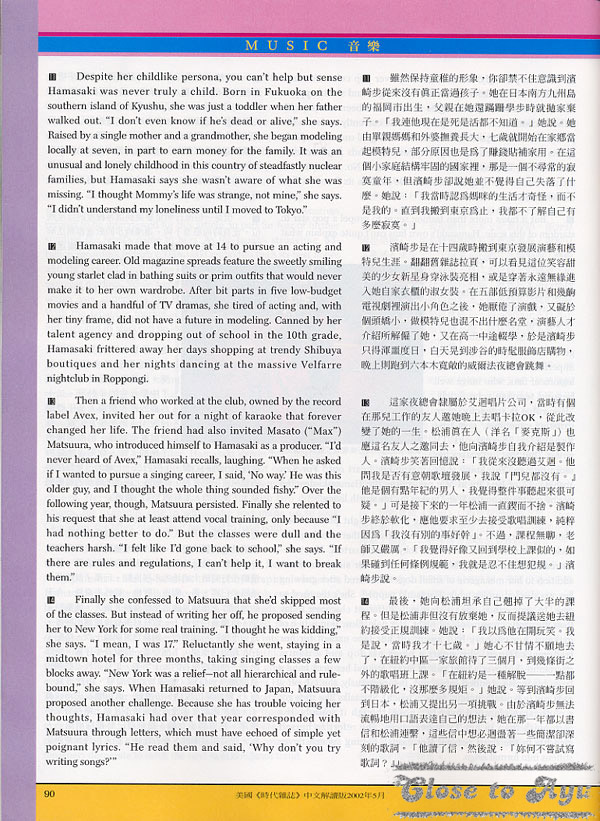 MUSIC 音樂
11 Despite her childlike persona, you can't help but sense
Hamasaki was never truly a child. Born in Fukuoka on the
southern island of Kyushu, she was just a toddler when her father
walked out. "I don't even know if he's dead or alive," she says.
Raised by a single mother and a grandmother, she began modeling
locally at seven, in part to earn money for the family. It was an
unusual and lonely childhood in this country of steadfastly nuclear
families, but Hamasaki says she wasn't aware of what she was
missing. "I thought Mommy's life was strange, not mine," she says.
"I didn't understand my loneliness until I moved to Tokyo."
12 Hamasaki made that move at 14 to pursue an acting and
modeling career. Old magazine spreads feature the sweetly smiling
young starlet clad in bathing suits or prim outfits that would never
make it to her own wardrobe. After bit parts in five low-budget
movies and a handful of TV dramas, she tired of acting and, with
her tiny frame, did not have a future in modeling. Canned by her
talent agency and dropping out of school in the 10th grade,
Hamasaki frittered away her days shopping at trendy Shibuya
boutiques and her nights dancing at the massive Velfarre
nightclub in Roppongi.
13 Then a friend who worked at the club, owned by the record
label Avex, invited her out for a night of karaoke that forever
changed her life. The friend had also invited Masato ("Max")
Matsuura, who introduced himself to Hamasaki as a producer. "I'd
never heard of Avex," Hamasaki recalls, laughing. "When he asked
if I wanted to pursue a singing career, I said, 'No way.' He was this
older guy, and I thought the whole thing sounded fishy." Over the
following year, though, Matsuura persisted. Finally she relented to
his request that she at least attend vocal training, only because "I
had nothing better to do." But the classes were dull and the
teachers harsh. "I felt like I'd gone back to school," she says. "If
there are rules and regulations, I can't help it, I want to break
them."
14 Finally she confessed to Matsuura that she'd skipped most
of the classes. But instead of writing her off, he proposed sending
her to New York for some real training. "I thought he was kidding,"
she says. "I mean, I was 17." Reluctantly she went, staying in a
midtown hotel for three months, taking singing classes a few
blocks away. "New York was a relief—not all hierarchical and rule-
bound," she says. When Hamasaki returned to Japan, Matsuura
proposed another challenge. Because she has trouble voicing her
thoughts, Hamasaki had over that year corresponded with
Matsuura through letters, which must have echoed of simple yet
poignant lyrics. "He read them and said, 'Why don't you try
writing songs?'"
11 雖然保持童稚的形象，你卻禁不住意識到濱
崎步從來沒有真正當過孩子。她在日本南方九州島
的福岡市出生，父親在她還蹣跚學步時就拋家棄
子。「我連他現在是死是活都不知道。」她說。她
由單親媽媽和外婆撫養長大，七歲就開始在家鄉當
起模特兒，部分原因也是為了賺錢貼補家用。在這
個小家庭結構牢固的國家裡，那是一個不尋常的寂
寞童年，但濱崎步卻說她並不覺得自己失落了什
麼。她說：「我當時認為媽咪的生活才奇怪，而不
是我的。直到我搬到東京為止，我都不了解自己有
多麼寂寞。」
12 濱崎步是在十四歲時搬到東京發展演藝和模
特兒生涯。翻翻舊雜誌拉頁，可以看見這位笑容甜
美的少女新星身穿泳裝亮相，或是穿著永遠無緣進
入她自家衣櫃的淑女裝。在五部低預算影片和幾齣
電視劇裡演出小角色之後，她厭倦了演戲，又礙於
個頭嬌小，做模特兒也混不出什麼名堂，演藝人才
介紹所解僱了她，又在高一中途輟學，於是濱崎步
只得渾噩度日，白天晃到涉谷的時髦服飾店購物，
晚上則跑到六本木寬敞的威爾法夜總會跳舞。
13 這家夜總會隸屬於艾迴唱片公司，當時有個
在那兒工作的友人邀她晚上去唱卡拉OK，從此改
變了她的一生。松浦真在人（洋名「麥克斯」）也
應這名友人之邀同去，他向濱崎步自我介紹是製作
人。濱崎步笑著回憶說：「我從來沒聽過艾迴。他
問我是否有意朝歌壇發展，我說『門兒都沒有。』
他是個有點年紀的男人，我覺得整件事聽起來很可
疑。」可是接下來的一年松浦一直鍥而不捨。濱崎
步終於軟化，應他要求至少去接受歌唱訓練，純粹
因為「我沒有別的事好幹」。不過，課程無聊，老
師又嚴厲。「我覺得好像又回到學校上課似的，如
果碰到任何條例規範，我就是忍不住想犯規。」濱
崎步說。
14 最後，她向松浦坦承自己翹掉了大半的課
程。但是松浦非但沒有放棄她，反而提議送她去紐
約接受正規訓練。她說：「我以為他在開玩笑。我
是說，當時我才十七歲。」她心不甘情不願地去
了，在紐約中區一家旅館待了三個月，到幾條街之
外的歌唱班上課。「在紐約是一種解脫——一點都
不階級化，沒那麼多規矩。」她說。等到濱崎步回
到日本，松浦又提出另一項挑戰。由於濱崎步無法
流暢地用口語表達自己的想法，她在那一年都以書
信和松浦連繫，這些信中想必迴盪著一些簡潔卻深
刻的歌詞。「他讀了信，然後說：『妳何不嘗試寫
歌詞？』」
90
美國《時代雜誌》中文解讀版2002年5月
Close to Ayu